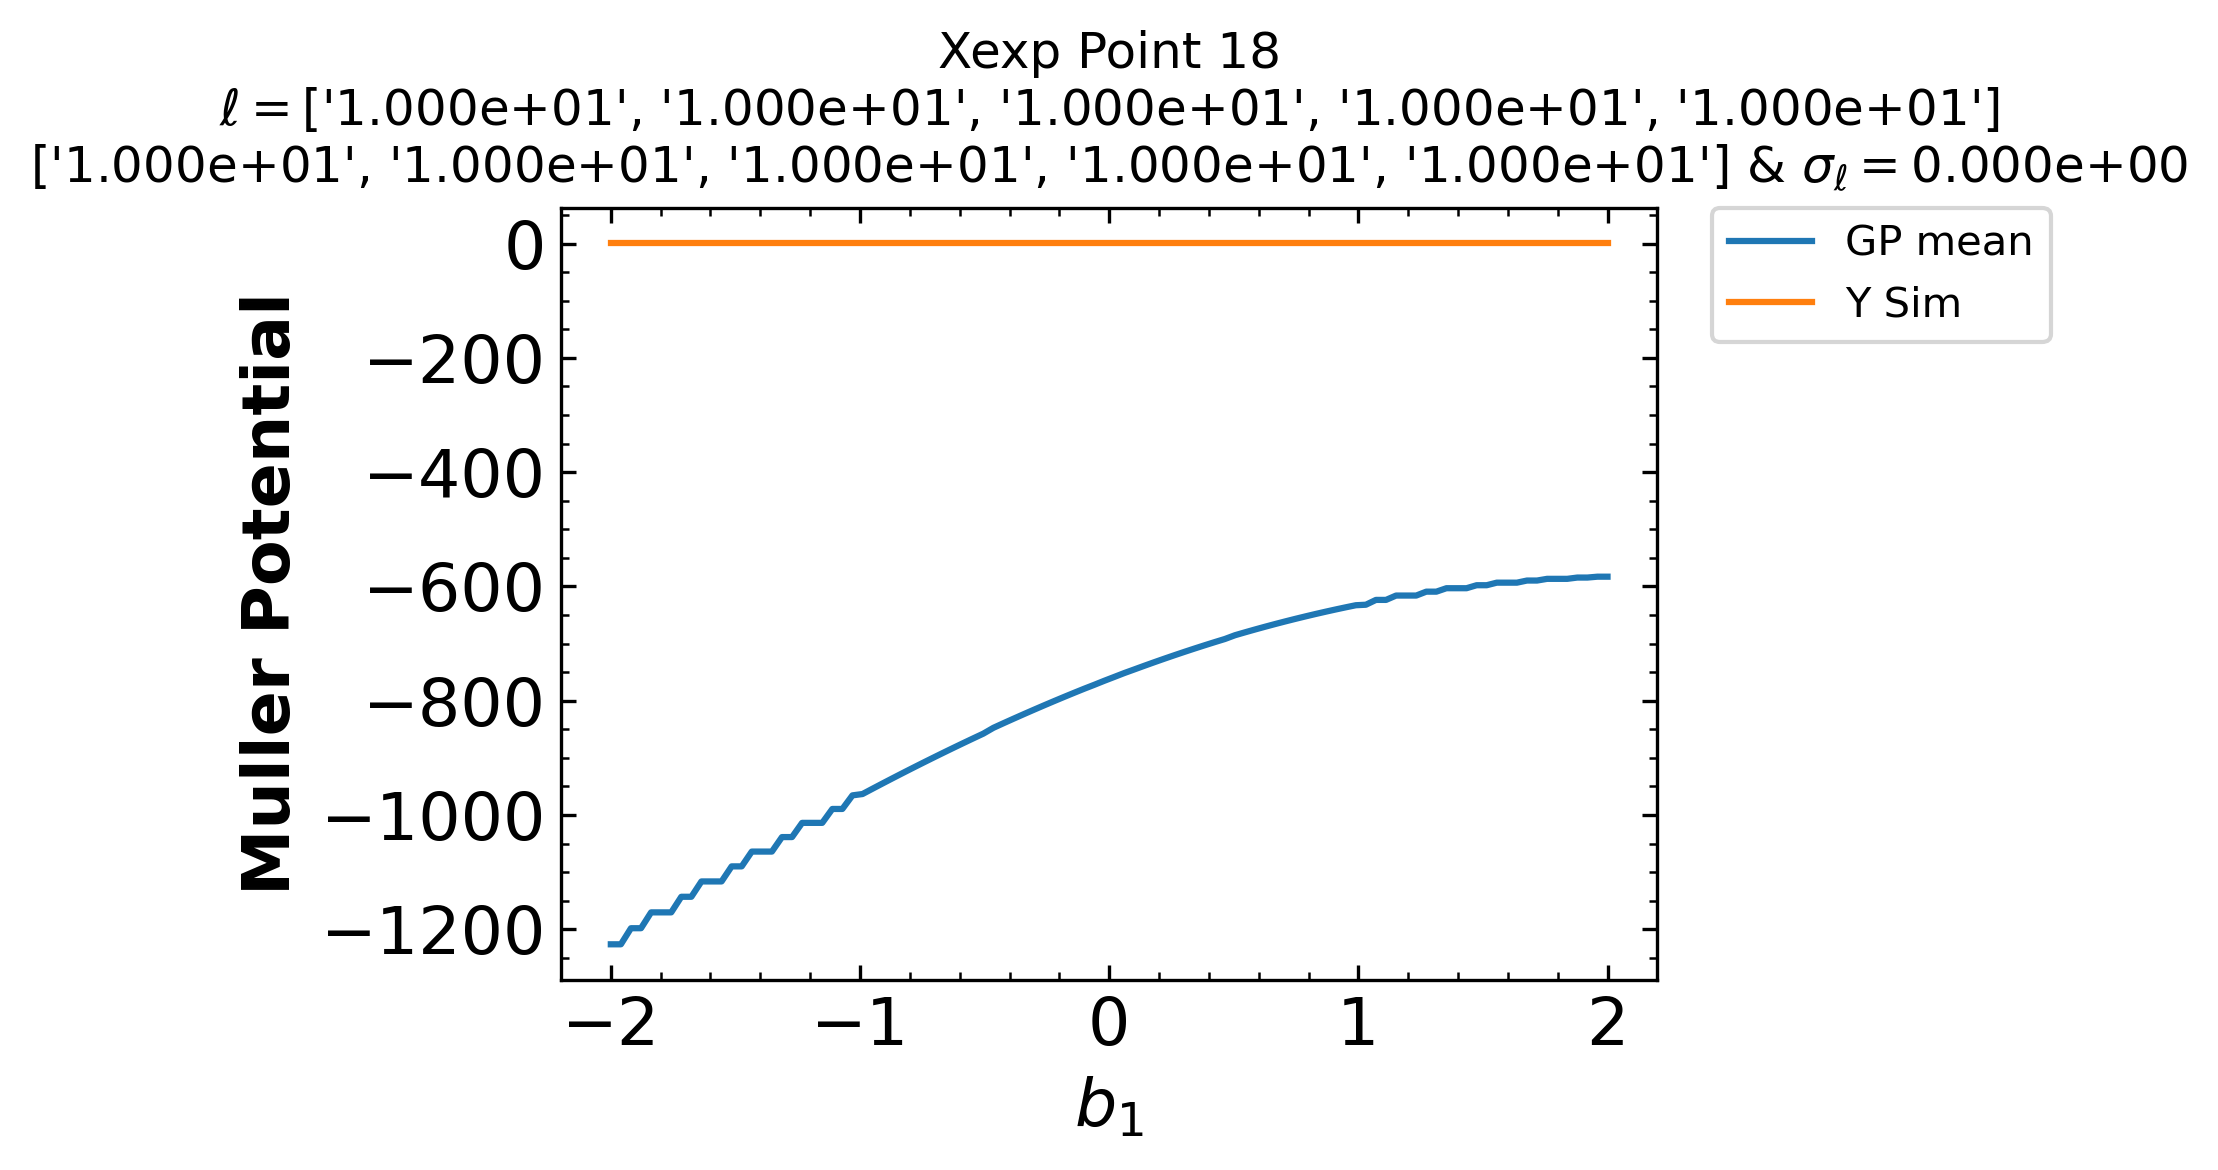 Xexp Point 18
ℓ = ['1.000e+01', '1.000e+01', '1.000e+01', '1.000e+01', '1.000e+01']
['1.000e+01', '1.000e+01', '1.000e+01', '1.000e+01', '1.000e+01'] & σ_ℓ = 0.000e+00
GP mean
Y Sim
Muller Potential
0
−200
−400
−600
−800
−1000
−1200
−2 −1 0 1 2
b₁